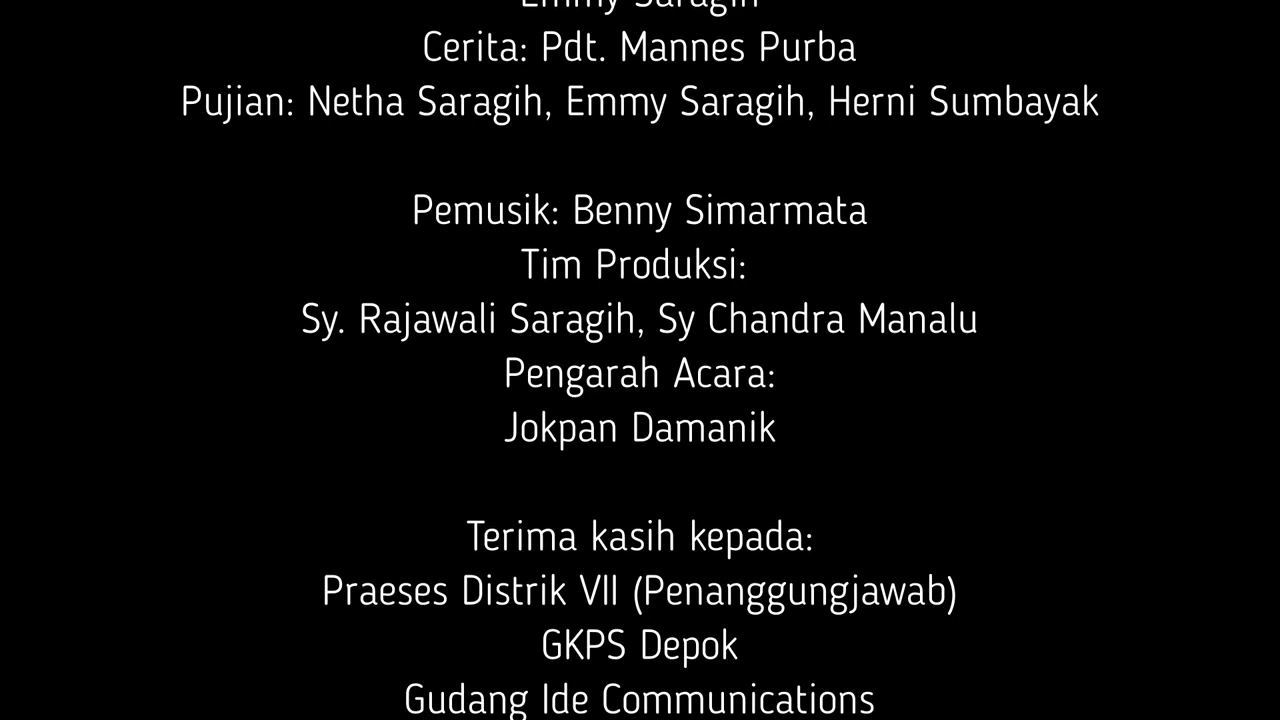 Emmy Saragih
Cerita: Pdt. Mannes Purba
Pujian: Netha Saragih, Emmy Saragih, Herni Sumbayak
Pemusik: Benny Simarmata
Tim Produksi:
Sy. Rajawali Saragih, Sy Chandra Manalu
Pengarah Acara:
Jokpan Damanik
Terima kasih kepada:
Praeses Distrik VII (Penanggungjawab)
GKPS Depok
Gudang Ide Communications